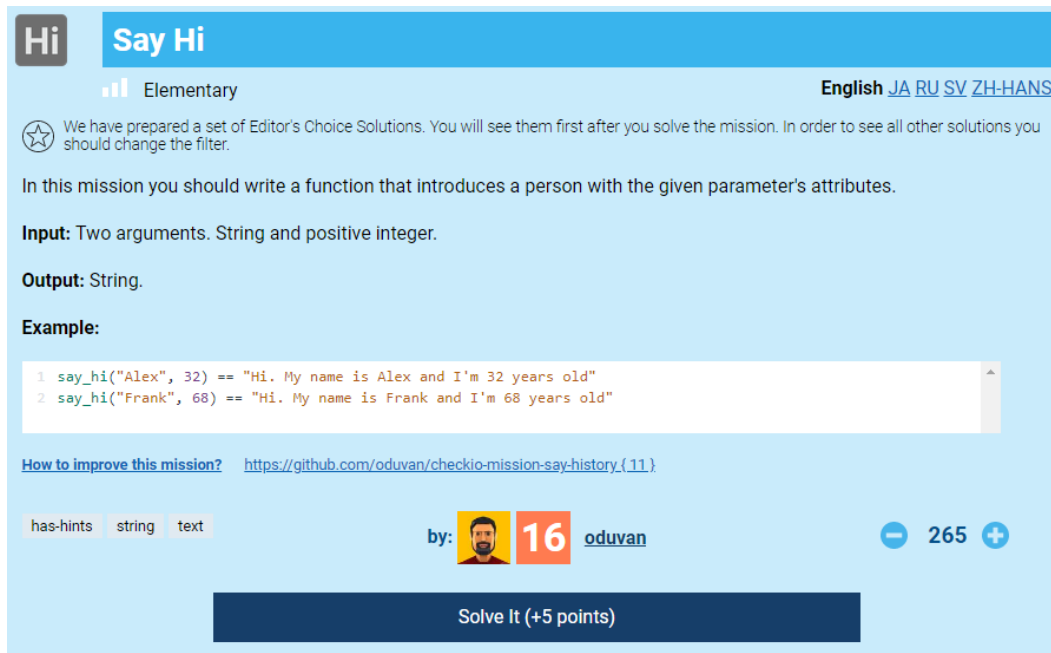 Hi Say Hi
Elementary English JA RU SV ZH-HANS
We have prepared a set of Editor's Choice Solutions. You will see them first after you solve the mission. In order to see all other solutions you
should change the filter.
In this mission you should write a function that introduces a person with the given parameter's attributes.
Input: Two arguments. String and positive integer.
Output: String.
Example:
1 say_hi("Alex", 32) == "Hi. My name is Alex and I'm 32 years old"
2 say_hi("Frank", 68) == "Hi. My name is Frank and I'm 68 years old"
How to improve this mission? https://github.com/oduvan/checkio-mission-say-history { 11 }
has-hints string text by: 16 oduvan 265
Solve It (+5 points)